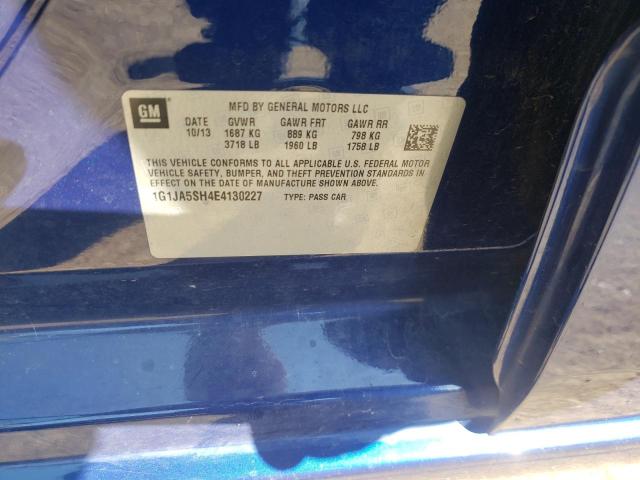 GM
MFD BY GENERAL MOTORS LLC
DATE GVWR GAWR FRT GAWR RR
10/13 1687 KG 889 KG 798 KG
3718 LB 1960 LB 1758 LB
THIS VEHICLE CONFORMS TO ALL APPLICABLE U.S. FEDERAL MOTOR
VEHICLE SAFETY, BUMPER, AND THEFT PREVENTION STANDARDS IN
EFFECT ON THE DATE OF MANUFACTURE SHOWN ABOVE.
1G1JA5SH4E4130227 TYPE: PASS CAR